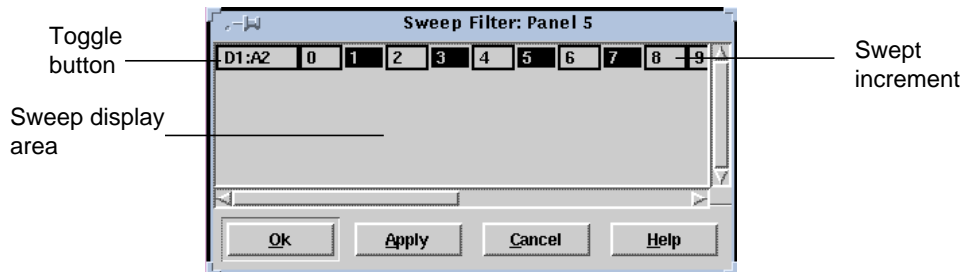 Sweep Filter: Panel 5
Toggle
button
D1:A2 0 1 2 3 4 5 6 7 8 9
Swept
increment
Sweep display
area
Ok Apply Cancel Help